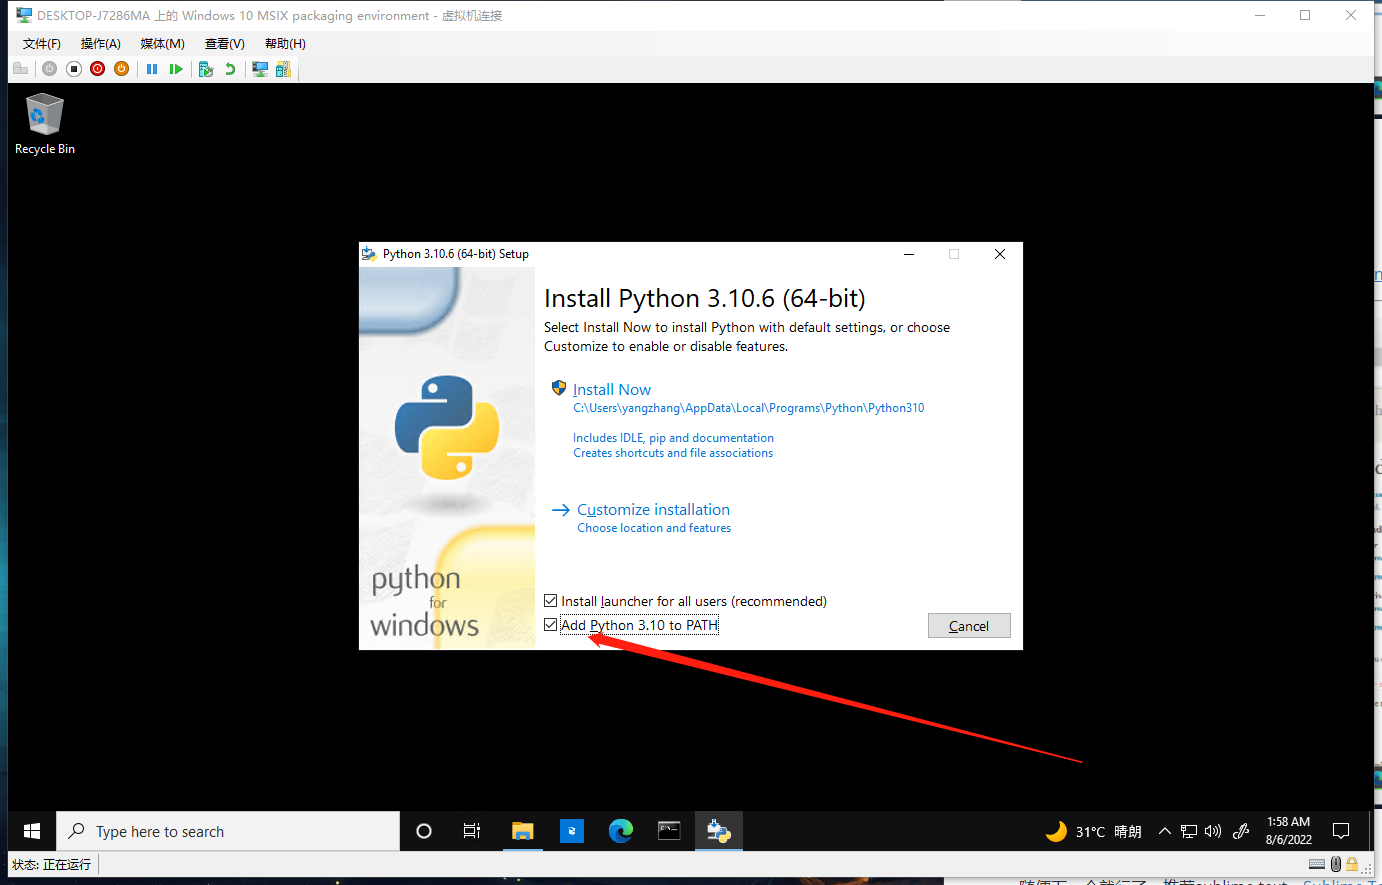 DESKTOP-J7286MA 上的 Windows 10 MSIX packaging environment - 虚拟机连接
文件(F) 操作(A) 媒体(M) 查看(V) 帮助(H)
Recycle Bin
Python 3.10.6 (64-bit) Setup
Install Python 3.10.6 (64-bit)
Select Install Now to install Python with default settings, or choose
Customize to enable or disable features.
Install Now
C:\Users\yangzhang\AppData\Local\Programs\Python\Python310
Includes IDLE, pip and documentation
Creates shortcuts and file associations
Customize installation
Choose location and features
python
for
windows
Install launcher for all users (recommended)
Add Python 3.10 to PATH
Cancel
Type here to search
31°C 晴朗
1:58 AM
8/6/2022
状态: 正在运行